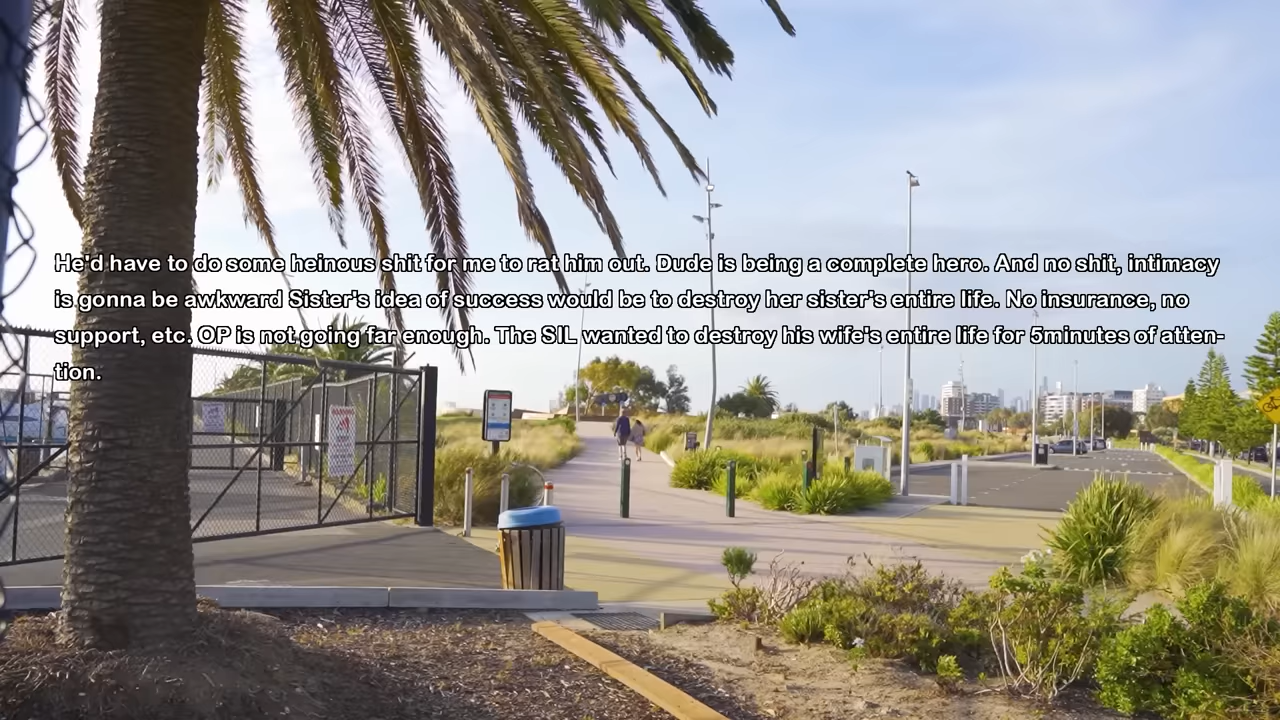 He'd have to do some heinous shit for me to rat him out. Dude is being a complete hero. And no shit, intimacy
is gonna be awkward Sister's idea of success would be to destroy her sister's entire life. No insurance, no
support, etc. OP is not going far enough. The SIL wanted to destroy his wife's entire life for 5minutes of atten-
tion.